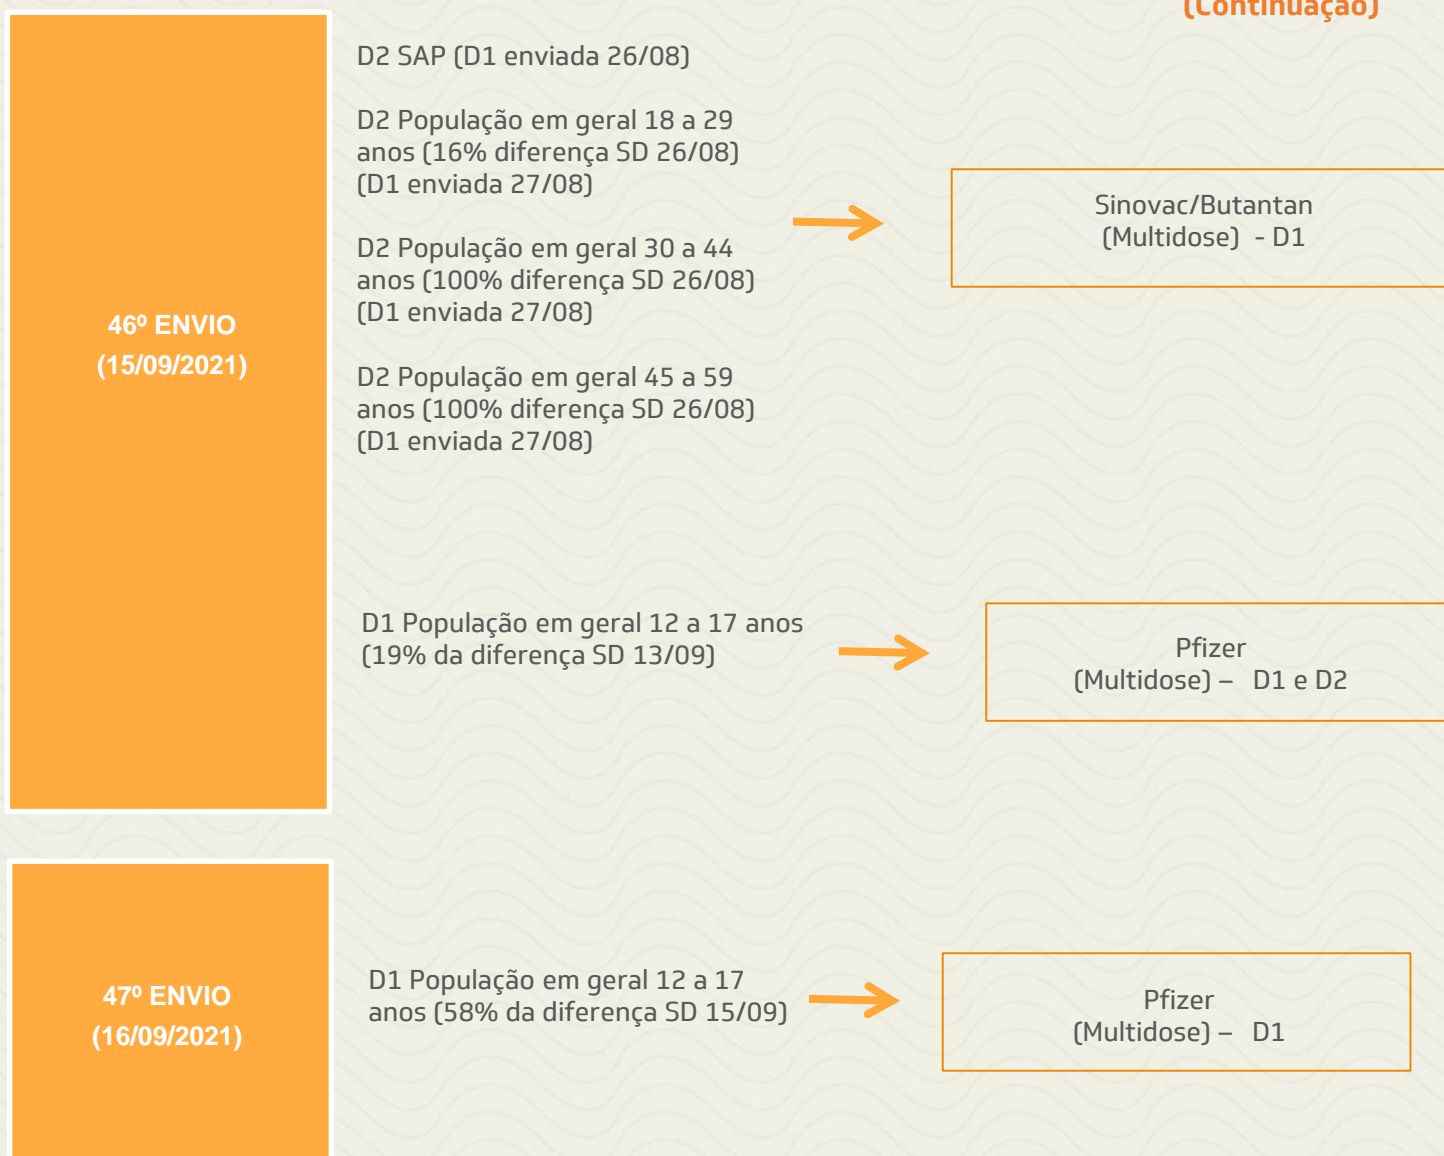 (Continuação)
46º ENVIO
(15/09/2021)
D2 SAP (D1 enviada 26/08)
D2 População em geral 18 a 29
anos (16% diferença SD 26/08)
(D1 enviada 27/08)
D2 População em geral 30 a 44
anos (100% diferença SD 26/08)
(D1 enviada 27/08)
D2 População em geral 45 a 59
anos (100% diferença SD 26/08)
(D1 enviada 27/08)
Sinovac/Butantan
(Multidose) - D1
D1 População em geral 12 a 17 anos
(19% da diferença SD 13/09)
Pfizer
(Multidose) – D1 e D2
47º ENVIO
(16/09/2021)
D1 População em geral 12 a 17
anos (58% da diferença SD 15/09)
Pfizer
(Multidose) – D1